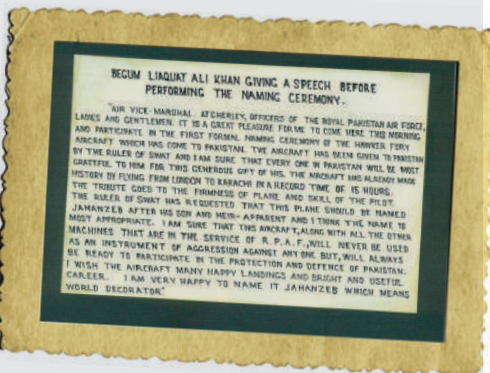 BEGUM LIAQUAT ALI KHAN GIVING A SPEECH BEFORE
PERFORMING THE NAMING CEREMONY.
"AIR VICE-MARSHAL ATCHERLEY, OFFICERS OF THE ROYAL PAKISTAN AIR FORCE,
LADIES AND GENTLEMEN. IT IS A GREAT PLEASURE FOR ME TO COME HERE THIS MORNING
AND PARTICIPATE IN THE FIRST FORMAL NAMING CEREMONY OF THE HAWKER FURY
AIRCRAFT WHICH HAS COME TO PAKISTAN. THE AIRCRAFT HAS BEEN GIVEN TO PAKISTAN
BY THE RULER OF SWAT AND I AM SURE THAT EVERY ONE IN PAKISTAN WILL BE MOST
GRATEFUL TO HIM FOR THIS GENEROUS GIFT OF HIS. THE AIRCRAFT HAS ALREADY MADE
HISTORY BY FLYING FROM LONDON TO KARACHI IN A RECORD TIME OF 15 HOURS.
THE TRIBUTE GOES TO THE FIRMNESS OF PLANE AND SKILL OF THE PILOT.
THE RULER OF SWAT HAS REQUESTED THAT THIS PLANE SHOULD BE NAMED
JAHANZEB AFTER HIS SON AND HEIR-APPARENT AND I THINK THE NAME IS
MOST APPROPRIATE. I AM SURE THAT THIS AIRCRAFT, ALONG WITH ALL THE OTHER
MACHINES THAT ARE IN THE SERVICE OF R.P.A.F., WILL NEVER BE USED
AS AN INSTRUMENT OF AGGRESSION AGAINST ANY ONE BUT, WILL ALWAYS
BE READY TO PARTICIPATE IN THE PROTECTION AND DEFENCE OF PAKISTAN.
I WISH THE AIRCRAFT MANY HAPPY LANDINGS AND BRIGHT AND USEFUL
CAREER. I AM VERY HAPPY TO NAME IT JAHANZEB WHICH MEANS
WORLD DECORATOR."